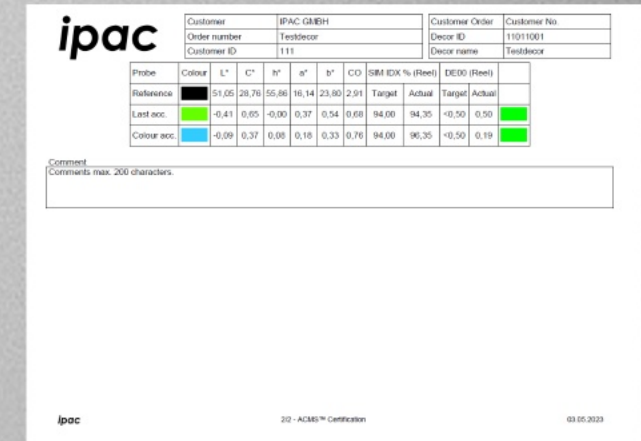 ipac
Customer IPAC GMBH Customer Order Customer No
Order number Testdecor Decor ID 11011001
Customer ID 111 Decor name Testdecor
Probe Colour L* C* h* a* b* CO SIM IDX % (Reel) DE00 (Reel)
Reference 51,05 28,76 55,86 16,14 23,80 2,91 Target Actual Target Actual
Last acc. -0,41 0,65 -0,00 0,37 0,54 0,68 94,00 94,35 <0,50 0,50
Colour acc. -0,09 0,37 0,08 0,18 0,33 0,76 94,00 96,35 <0,50 0,19
Comment
Comments max. 200 characters.
ipac 2/2 - ACMS™ Certification 03.05.2023